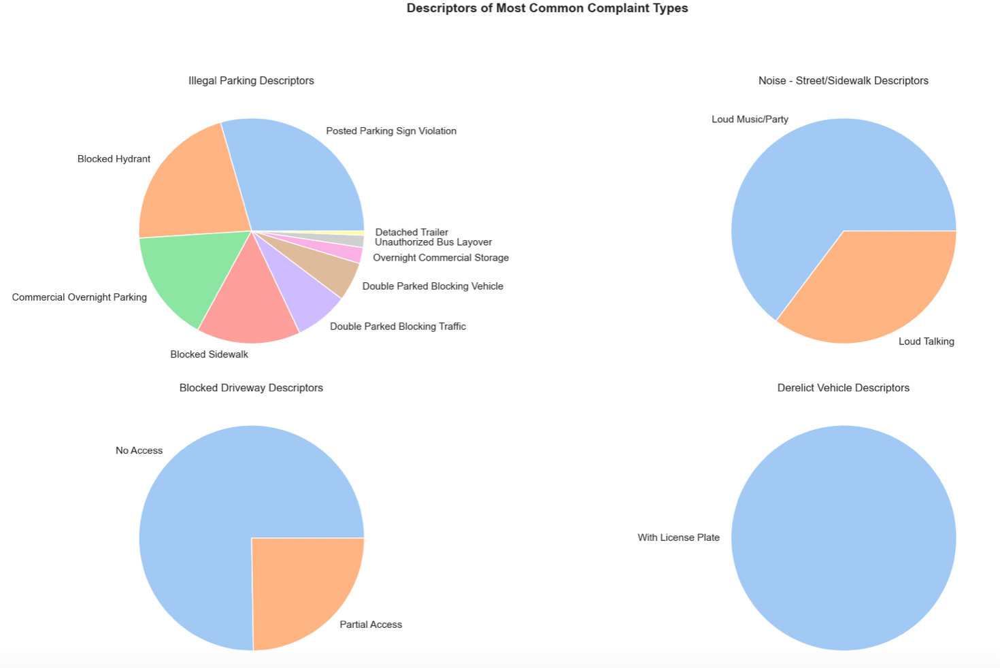 Descriptors of Most Common Complaint Types
Illegal Parking Descriptors
Posted Parking Sign Violation
Blocked Hydrant
Detached Trailer
Unauthorized Bus Layover
Overnight Commercial Storage
Double Parked Blocking Vehicle
Commercial Overnight Parking
Double Parked Blocking Traffic
Blocked Sidewalk
Noise - Street/Sidewalk Descriptors
Loud Music/Party
Loud Talking
Blocked Driveway Descriptors
No Access
Partial Access
Derelict Vehicle Descriptors
With License Plate